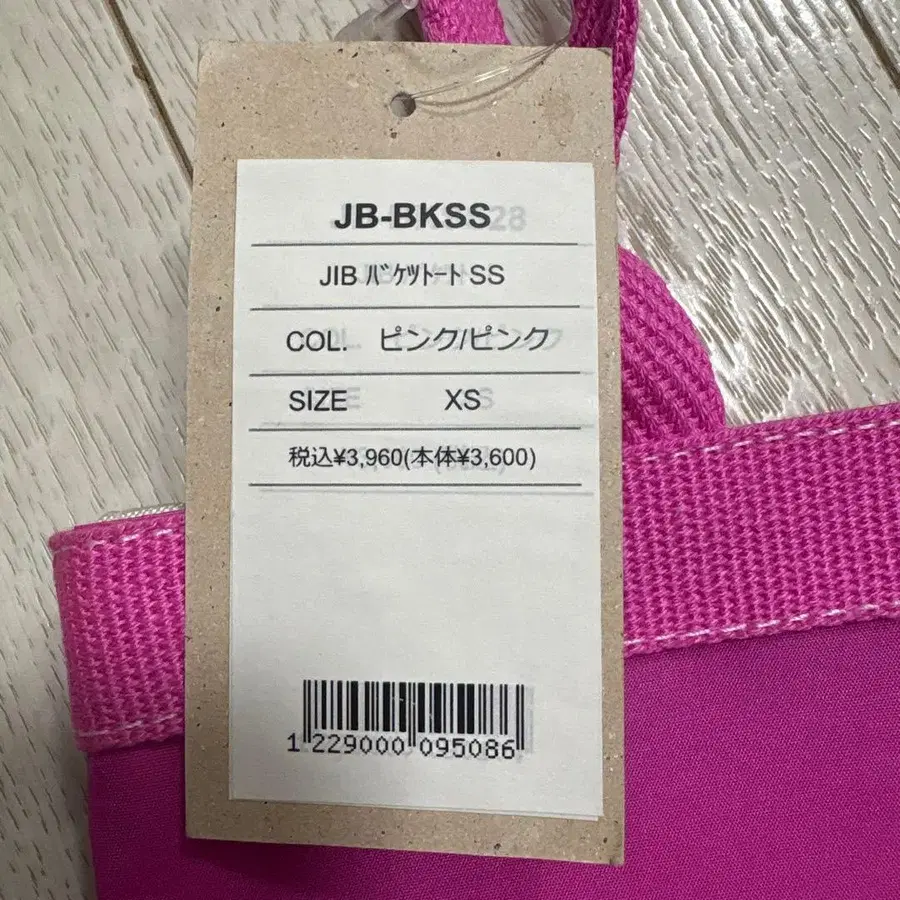 JB-BKSS
JIB ﾊﾞｹﾂﾄｰﾄ SS
COL. ピンク/ピンク
SIZE XS
税込¥3,960(本体¥3,600)
1 229000 095086